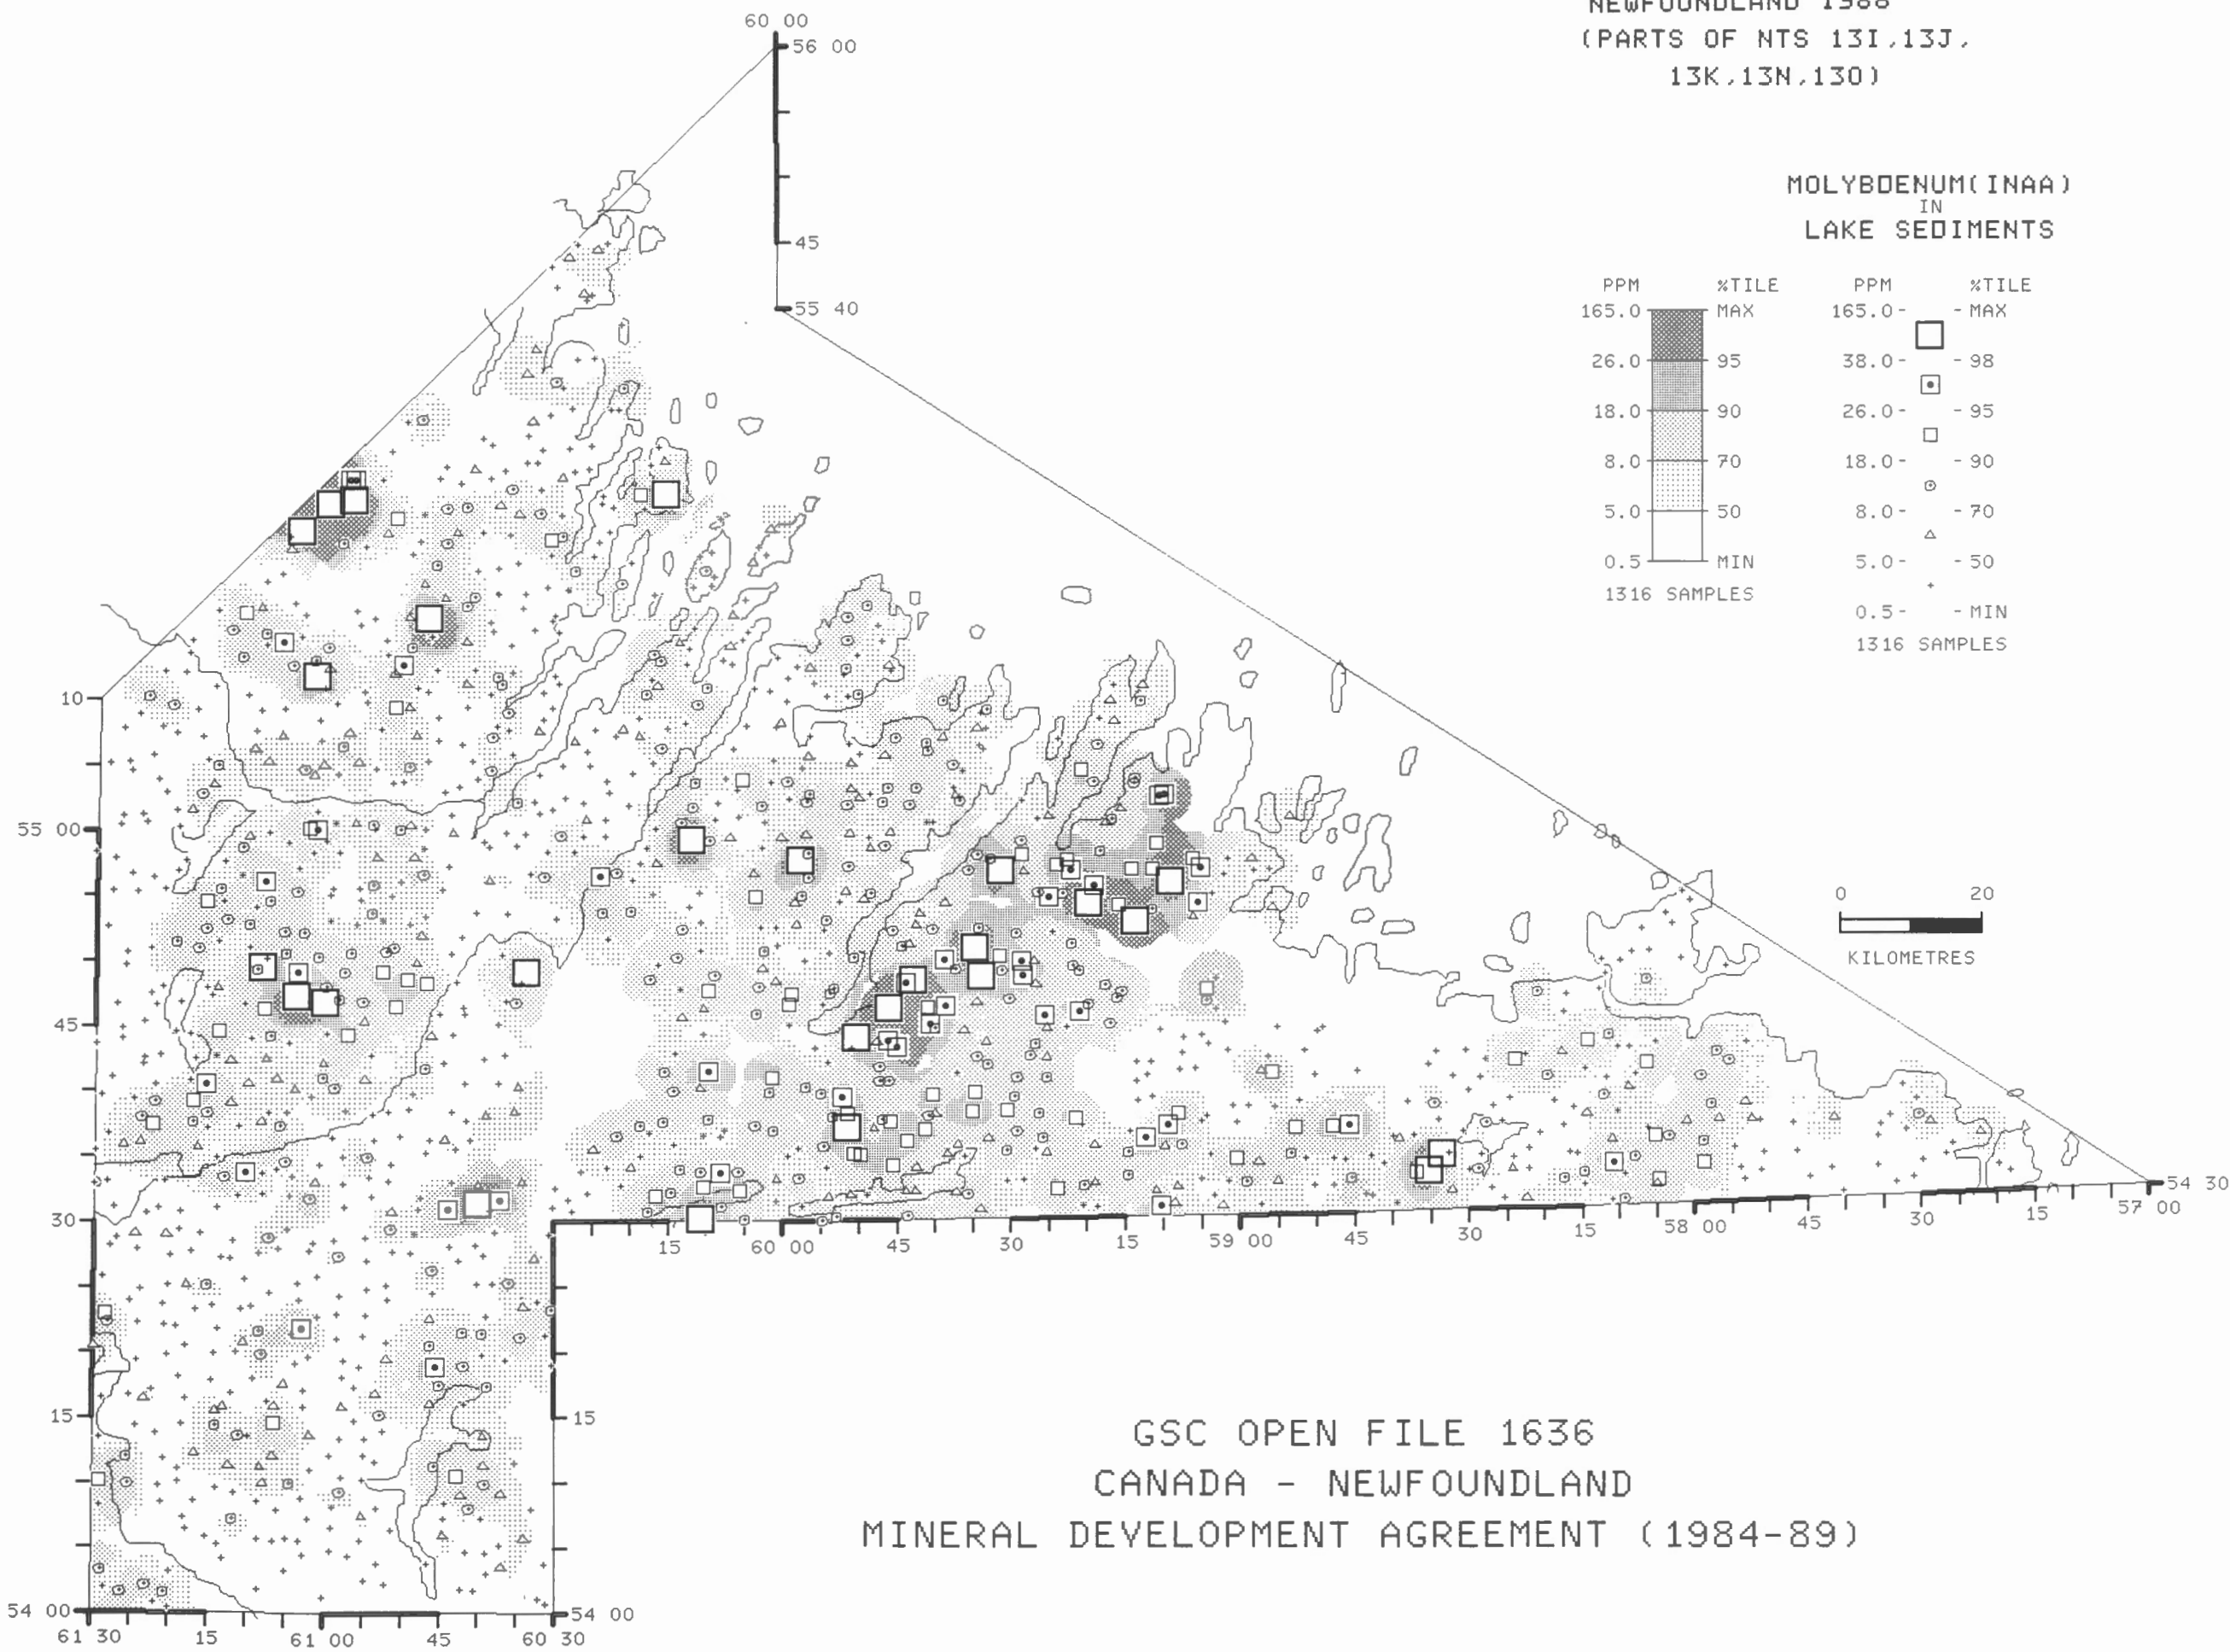 NEWFOUNDLAND 1988
(PARTS OF NTS 13I,13J,
13K,13N,13O)
MOLYBDENUM(INAA)
IN
LAKE SEDIMENTS
PPM %TILE
165.0 MAX
26.0 95
18.0 90
8.0 70
5.0 50
0.5 MIN
1316 SAMPLES
PPM %TILE
165.0- -MAX
38.0- -98
26.0- -95
18.0- -90
8.0- -70
5.0- -50
0.5- -MIN
1316 SAMPLES
60 00
56 00
45
55 40
10
55 00
45
30
15
54 00
0 20
KILOMETRES
54 30
15 60 00 45 30 15 59 00 45 30 15 58 00 45 30 15 57 00
15
54 00
61 30 15 61 00 45 60 30
GSC OPEN FILE 1636
CANADA - NEWFOUNDLAND
MINERAL DEVELOPMENT AGREEMENT (1984-89)